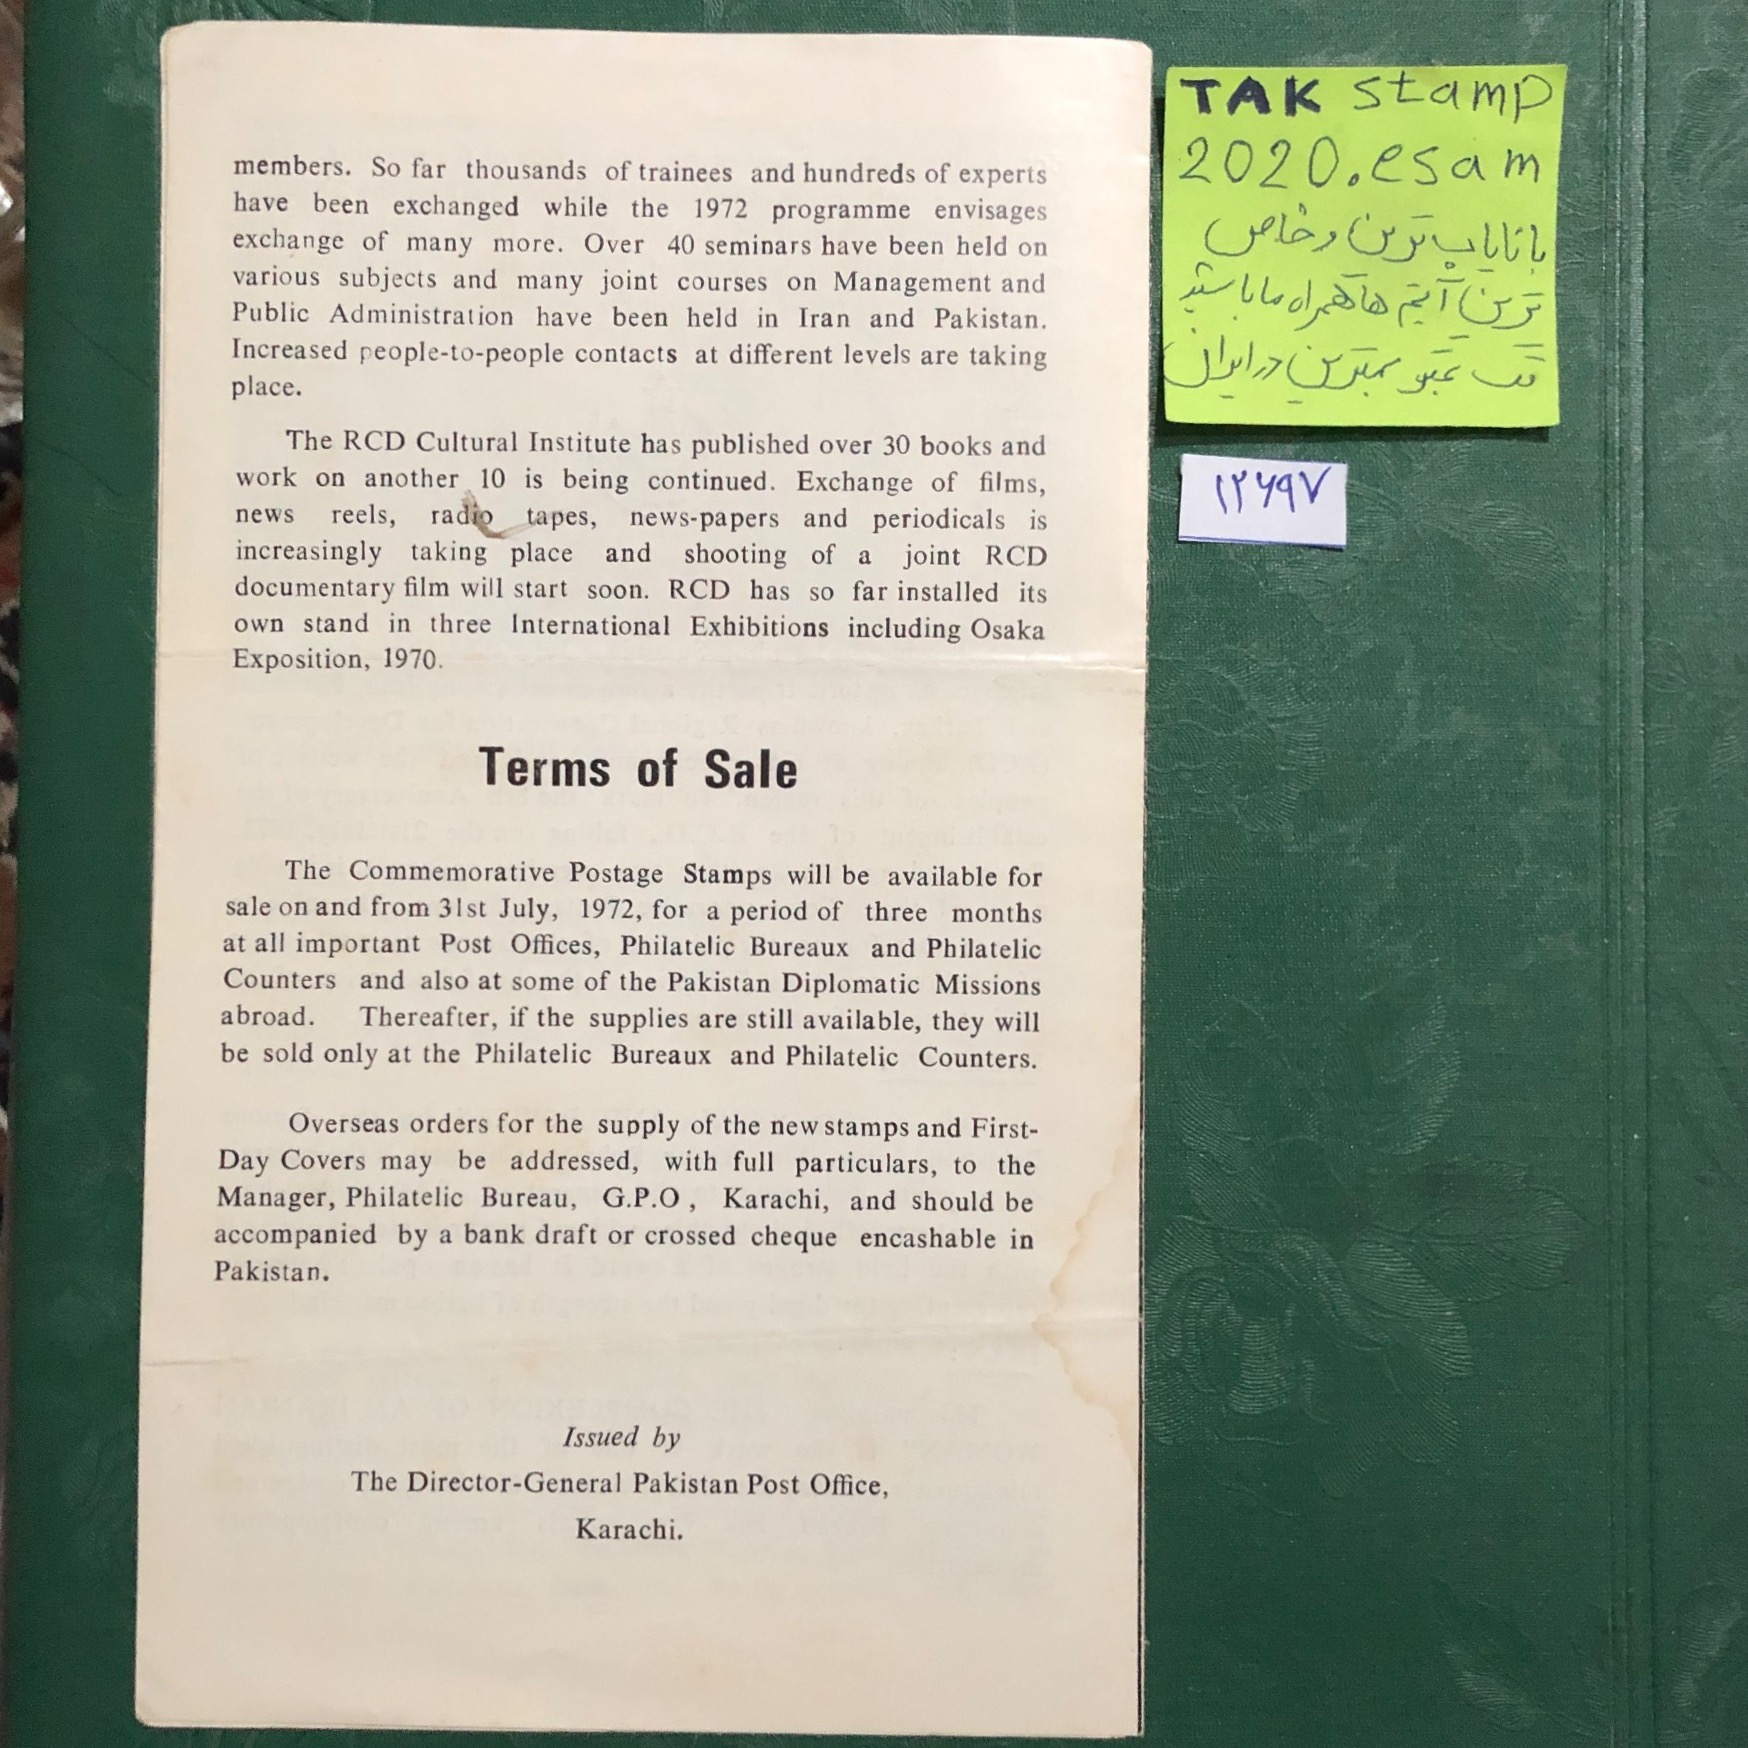 members. So far thousands of trainees and hundreds of experts
have been exchanged while the 1972 programme envisages
exchange of many more. Over 40 seminars have been held on
various subjects and many joint courses on Management and
Public Administration have been held in Iran and Pakistan.
Increased people-to-people contacts at different levels are taking
place.
The RCD Cultural Institute has published over 30 books and
work on another 10 is being continued. Exchange of films,
news reels, radio tapes, news-papers and periodicals is
increasingly taking place and shooting of a joint RCD
documentary film will start soon. RCD has so far installed its
own stand in three International Exhibitions including Osaka
Exposition, 1970.
Terms of Sale
The Commemorative Postage Stamps will be available for
sale on and from 31st July, 1972, for a period of three months
at all important Post Offices, Philatelic Bureaux and Philatelic
Counters and also at some of the Pakistan Diplomatic Missions
abroad. Thereafter, if the supplies are still available, they will
be sold only at the Philatelic Bureaux and Philatelic Counters.
Overseas orders for the supply of the new stamps and First-
Day Covers may be addressed, with full particulars, to the
Manager, Philatelic Bureau, G.P.O , Karachi, and should be
accompanied by a bank draft or crossed cheque encashable in
Pakistan.
Issued by
The Director-General Pakistan Post Office,
Karachi.
TAK stamp
2020.esam
با نایاب ترین و خاص
ترین آیتم ها همراه ما باشید
تک تمبر بهترین در ایران
۱۲۶۹۷